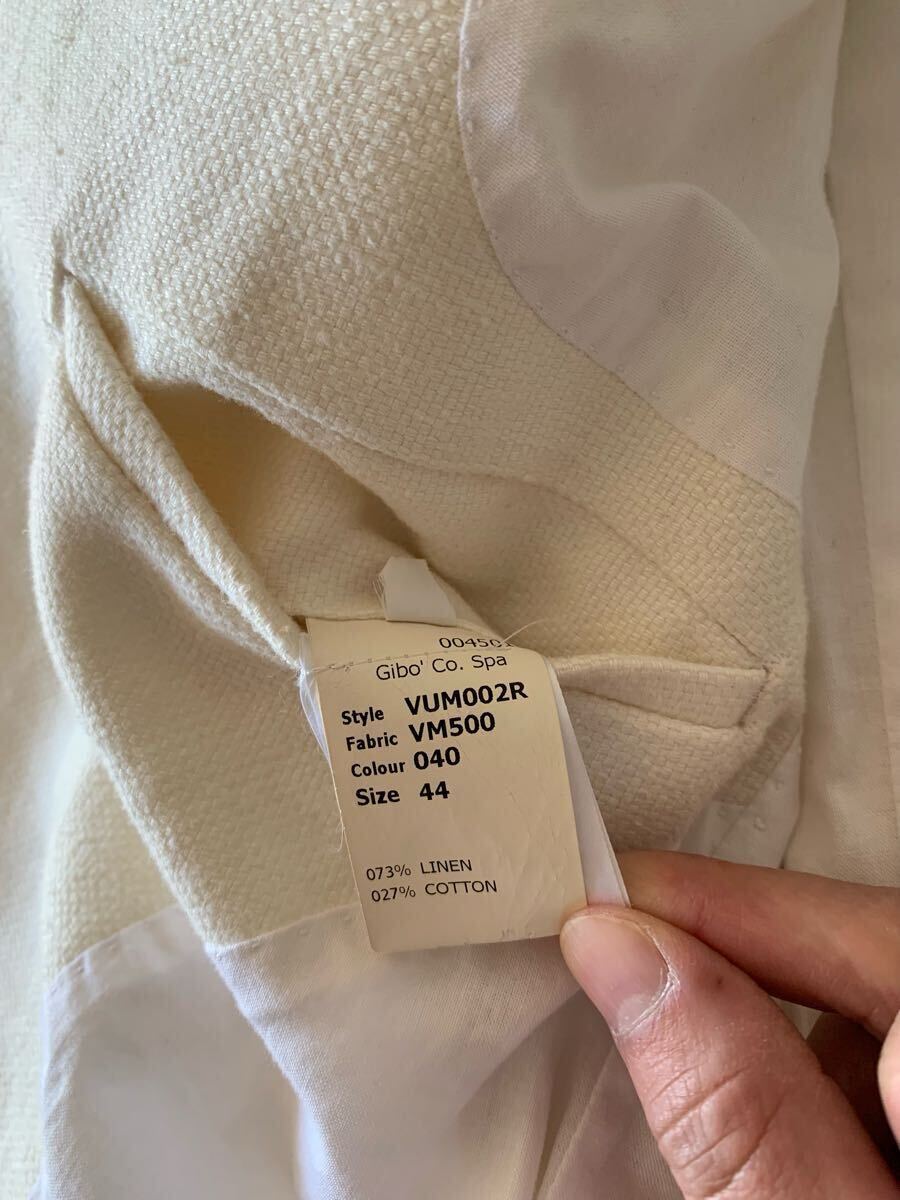 Gibo' Co. Spa
Style VUM002R
Fabric VM500
Colour 040
Size 44
073% LINEN
027% COTTON